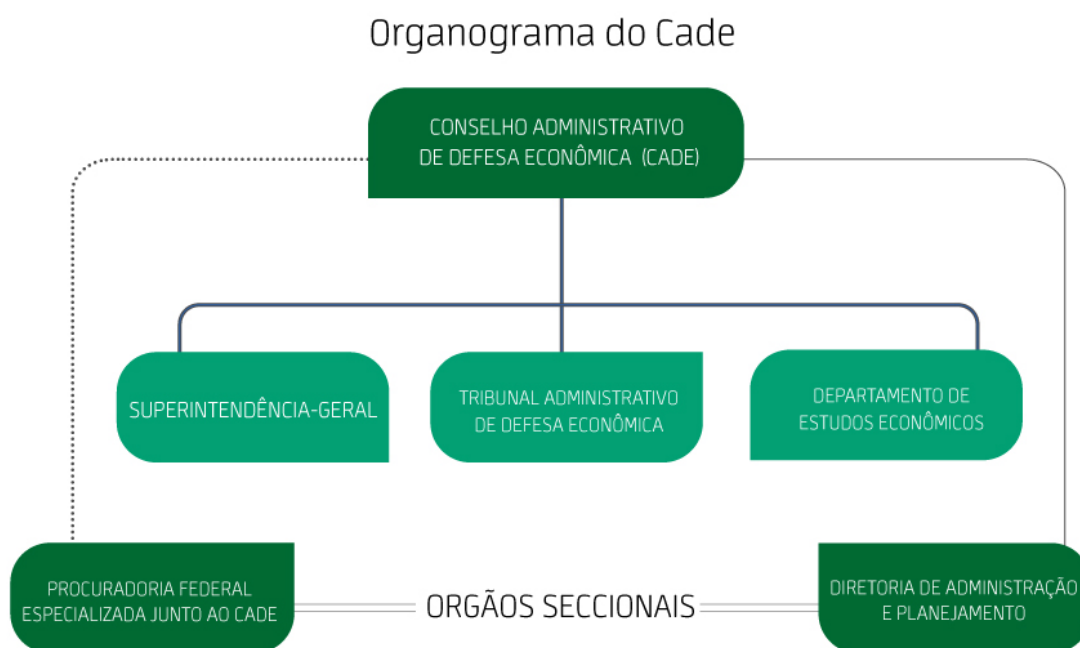 Organograma do Cade
CONSELHO ADMINISTRATIVO
DE DEFESA ECONÔMICA (CADE)
SUPERINTENDÊNCIA-GERAL
TRIBUNAL ADMINISTRATIVO
DE DEFESA ECONÔMICA
DEPARTAMENTO DE
ESTUDOS ECONÔMICOS
PROCURADORIA FEDERAL
ESPECIALIZADA JUNTO AO CADE
ORGÃOS SECCIONAIS
DIRETORIA DE ADMINISTRAÇÃO
E PLANEJAMENTO